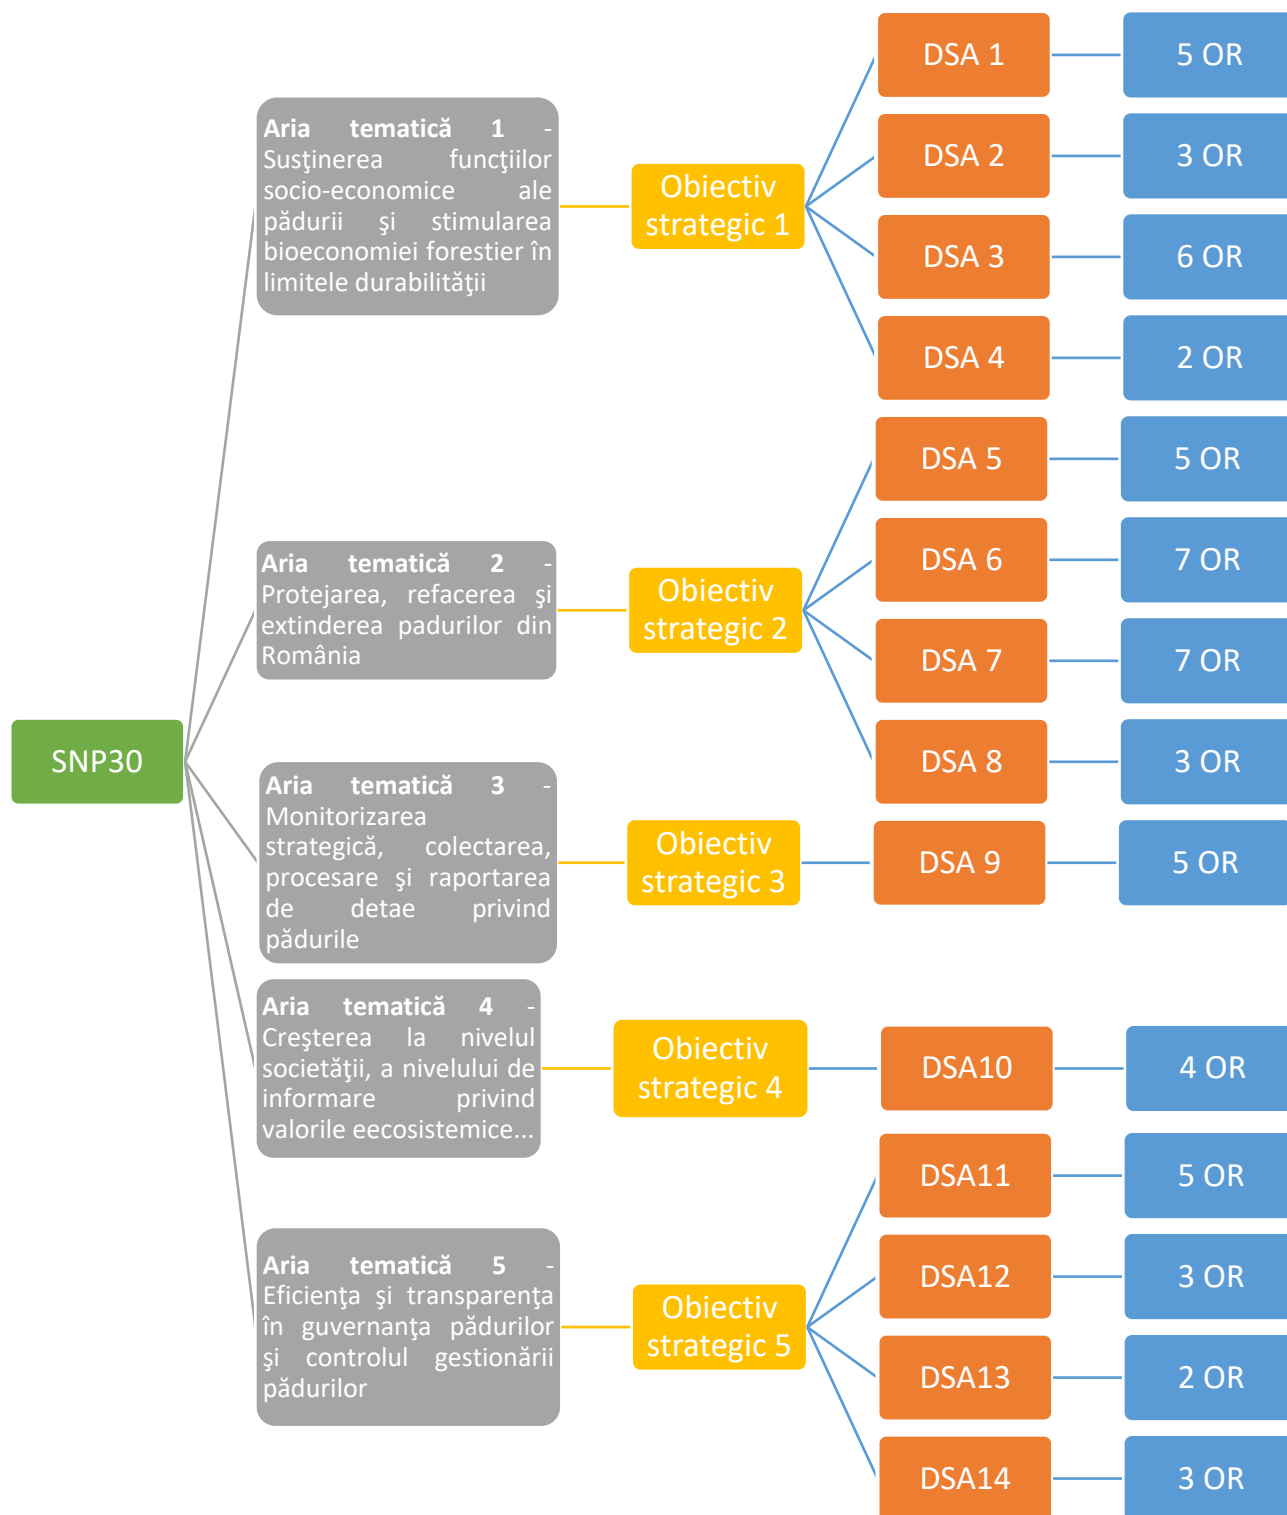 SNP30
Aria tematică 1 -
Susţinerea funcţiilor
socio-economice ale
pădurii şi stimularea
bioeconomiei forestier în
limitele durabilităţii
Obiectiv
strategic 1
DSA 1
5 OR
DSA 2
3 OR
DSA 3
6 OR
DSA 4
2 OR
Aria tematică 2 -
Protejarea, refacerea şi
extinderea padurilor din
România
Obiectiv
strategic 2
DSA 5
5 OR
DSA 6
7 OR
DSA 7
7 OR
DSA 8
3 OR
Aria tematică 3 -
Monitorizarea
strategică, colectarea,
procesare şi raportarea
de detae privind
pădurile
Obiectiv
strategic 3
DSA 9
5 OR
Aria tematică 4 -
Creşterea la nivelul
societăţii, a nivelului de
informare privind
valorile eecosistemice...
Obiectiv
strategic 4
DSA10
4 OR
Aria tematică 5 -
Eficienţa şi transparenţa
în guvernanţa pădurilor
şi controlul gestionării
pădurilor
Obiectiv
strategic 5
DSA11
5 OR
DSA12
3 OR
DSA13
2 OR
DSA14
3 OR